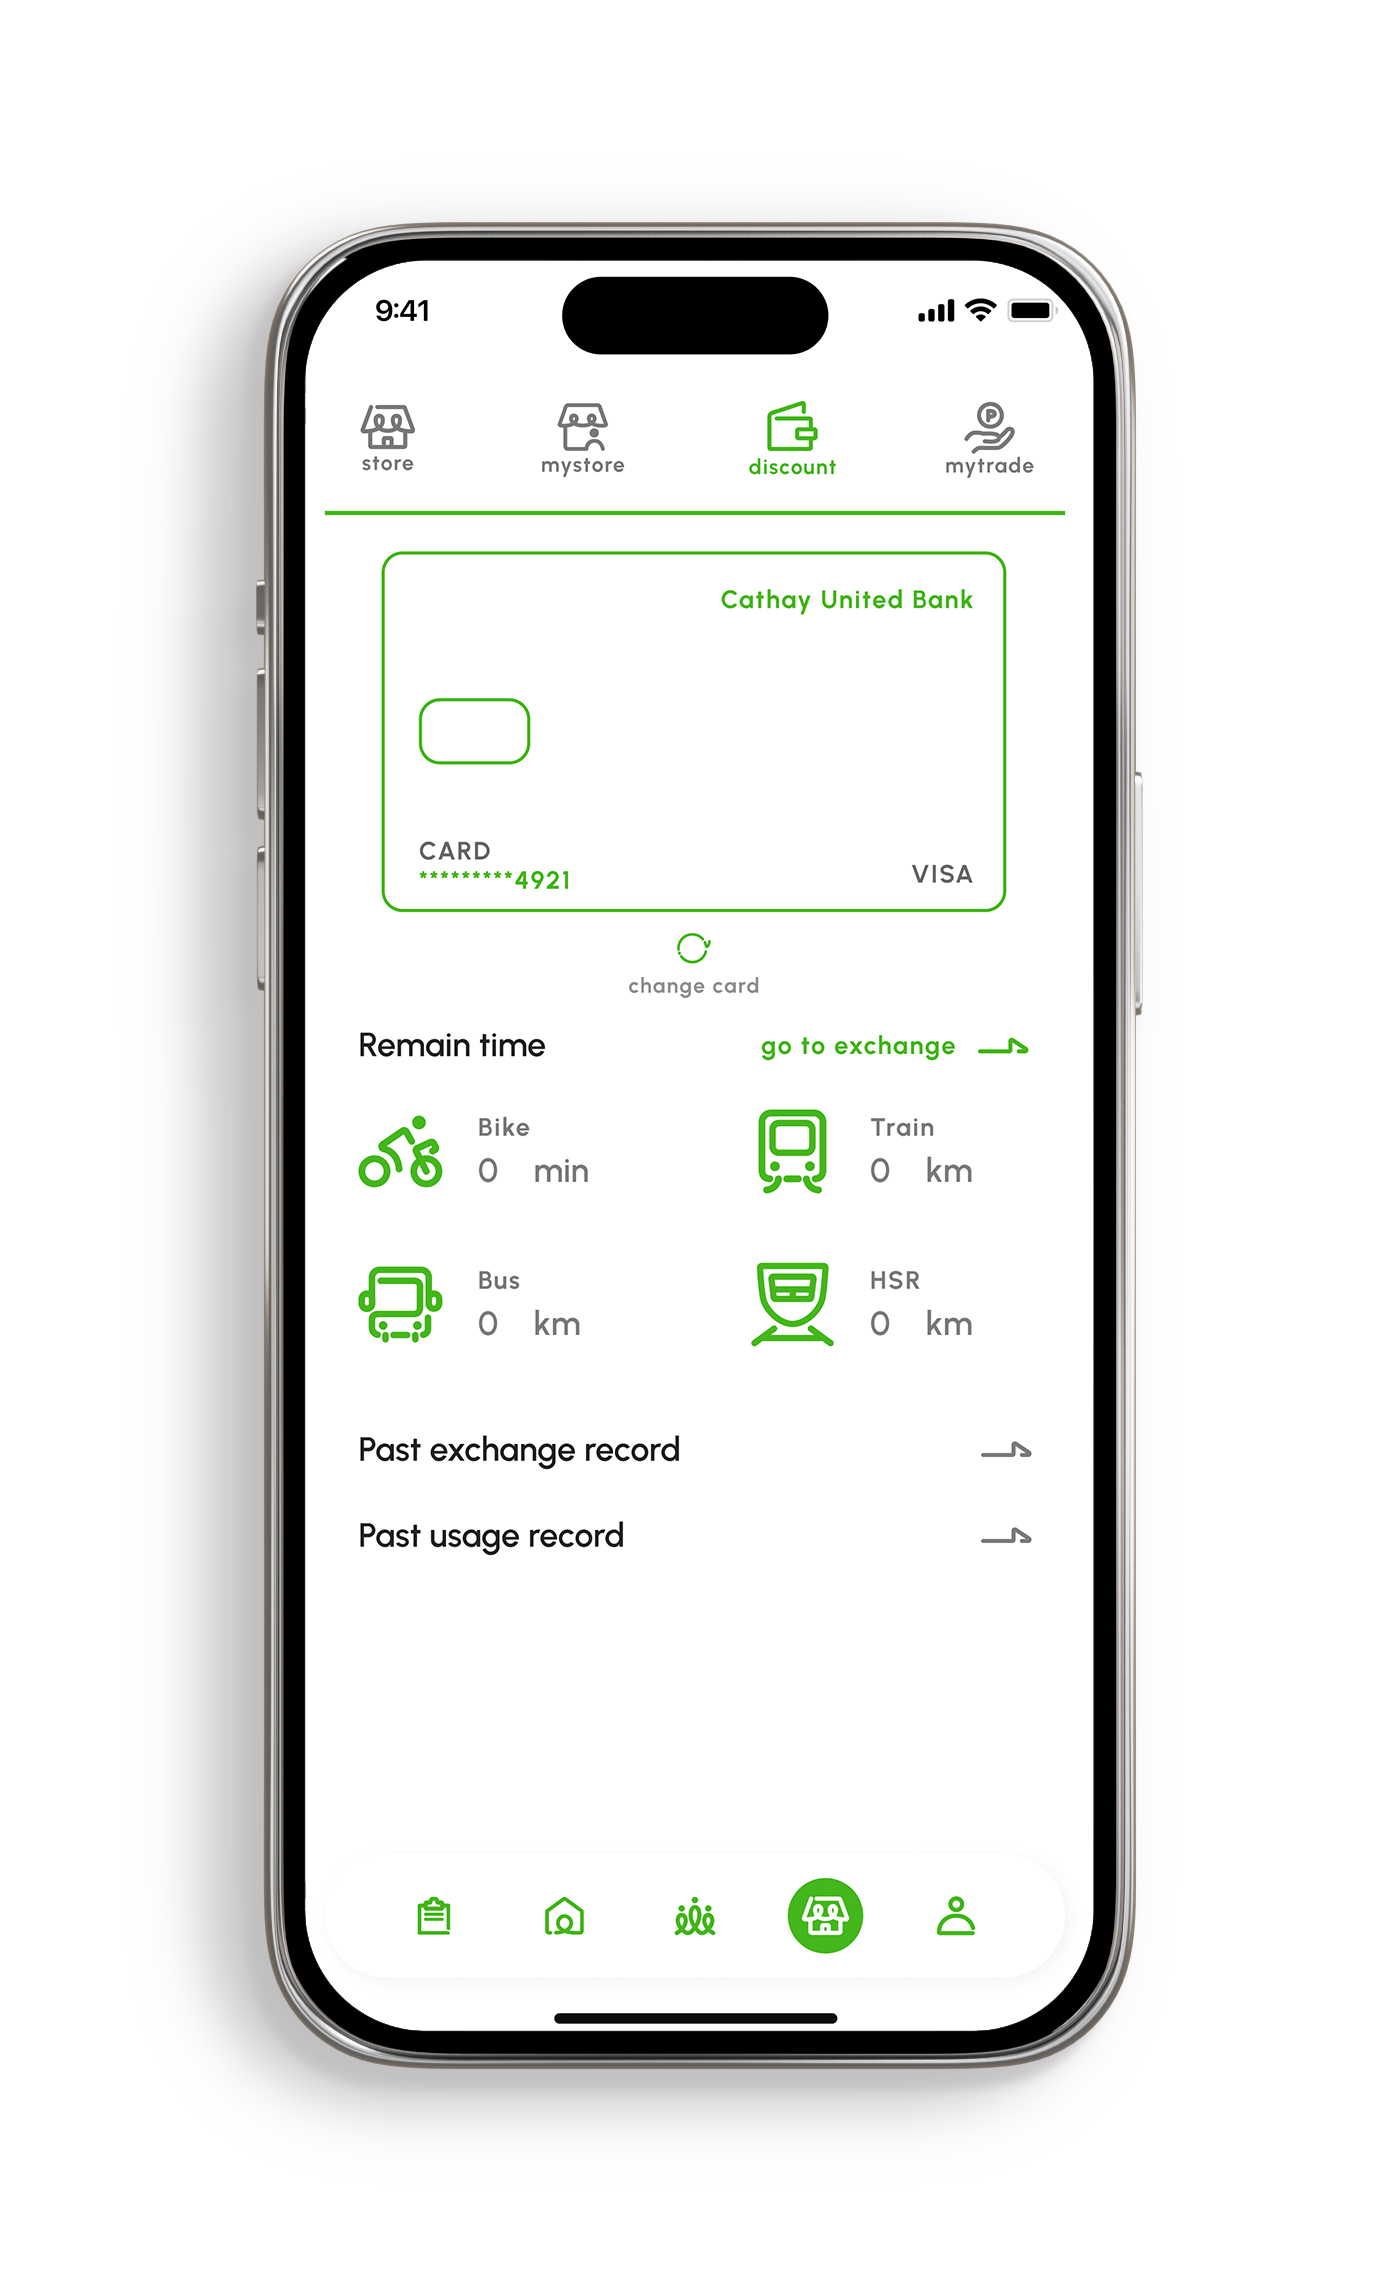 9:41
store
mystore
discount
P
mytrade
Cathay United Bank
CARD
*********4921
VISA
change card
Remain time
go to exchange
Bike
0 min
Train
0 km
Bus
0 km
HSR
0 km
Past exchange record
Past usage record